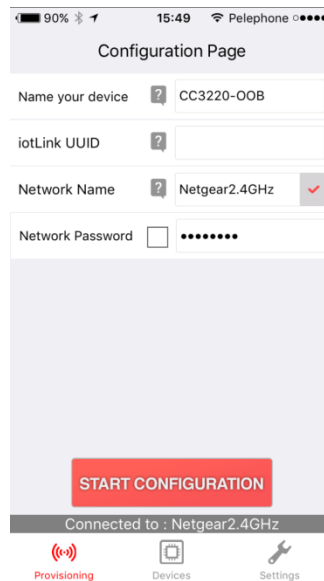 90% 15:49 Pelephone
Configuration Page
Name your device ? CC3220-OOB
iotLink UUID ?
Network Name ? Netgear2.4GHz
Network Password ••••••••
START CONFIGURATION
Connected to : Netgear2.4GHz
Provisioning Devices Settings